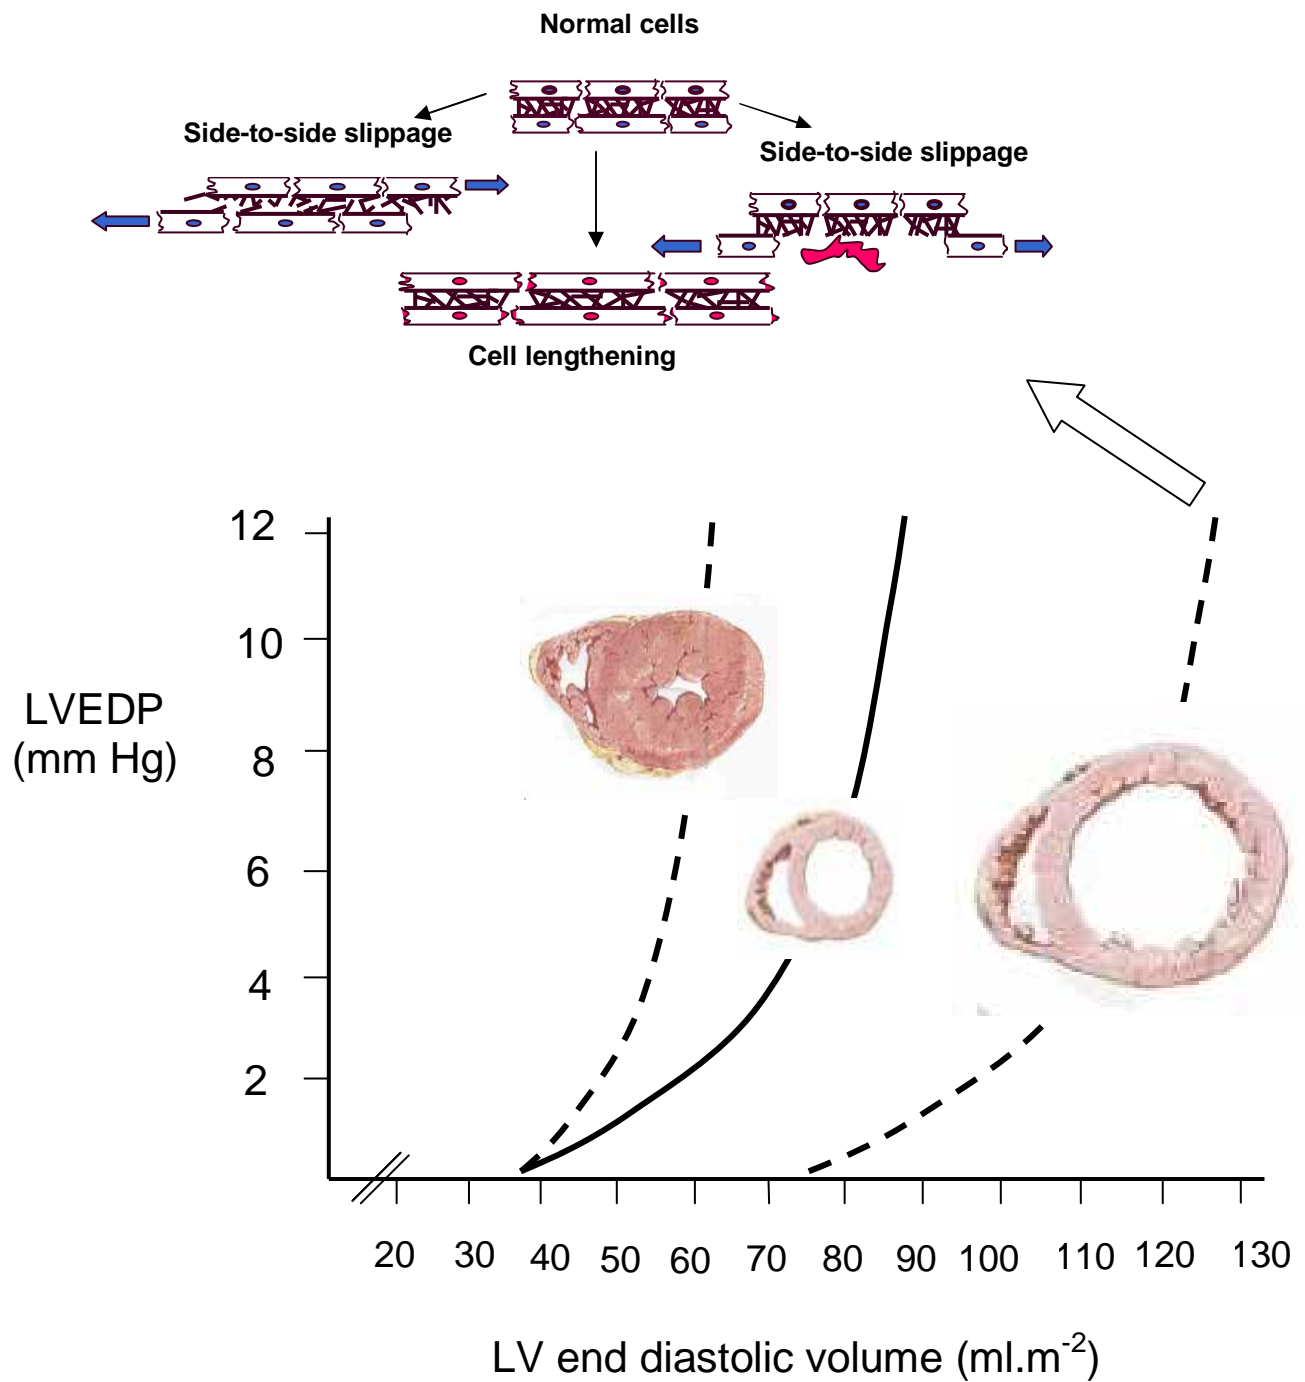 Normal cells
Side-to-side slippage
Side-to-side slippage
Cell lengthening
12
10
LVEDP
(mm Hg)
8
6
4
2
20 30 40 50 60 70 80 90 100 110 120 130
LV end diastolic volume (ml.m⁻²)